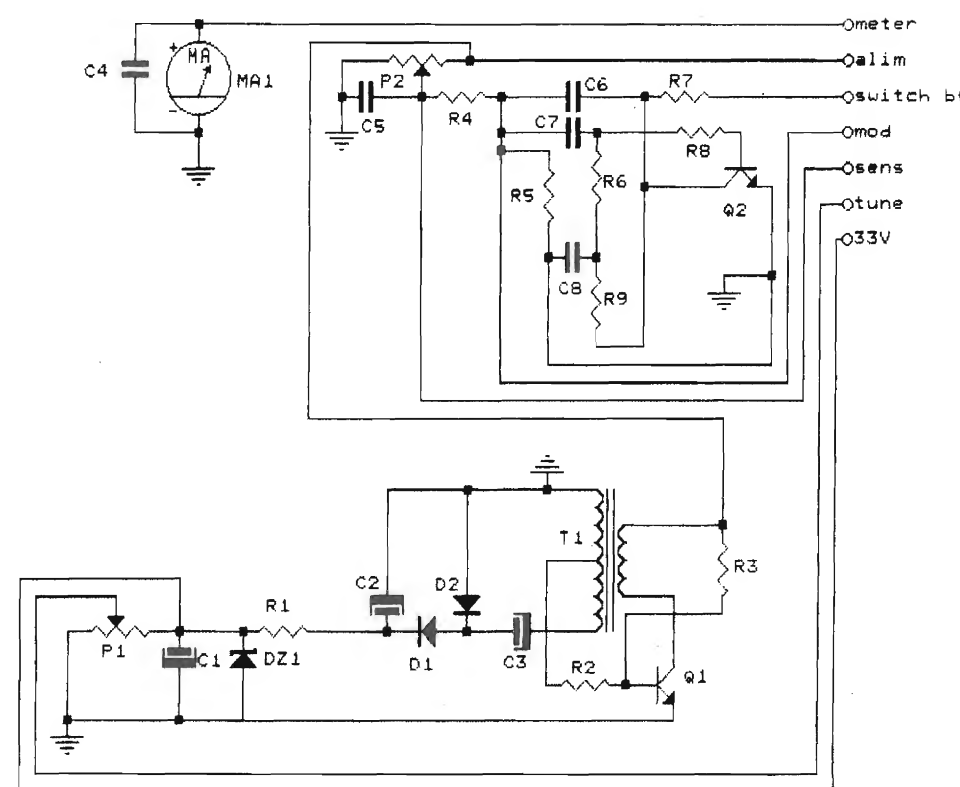 meter
MA
C4
MA1
alim
P2
C6
R7
switch b
C5
R4
C7
mod
R8
sens
R5
R6
Q2
tune
33V
C8
R9
T1
C2
D2
R3
R1
P1
C1
DZ1
D1
C3
R2
Q1